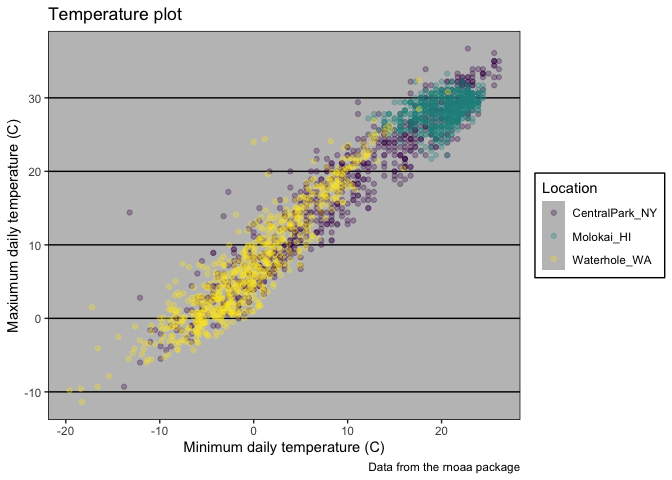 Temperature plot
Maxiumum daily temperature (C)
30
20
10
0
-10
-20
-10
0
10
20
Minimum daily temperature (C)
Location
CentralPark_NY
Molokai_HI
Waterhole_WA
Data from the rnoaa package